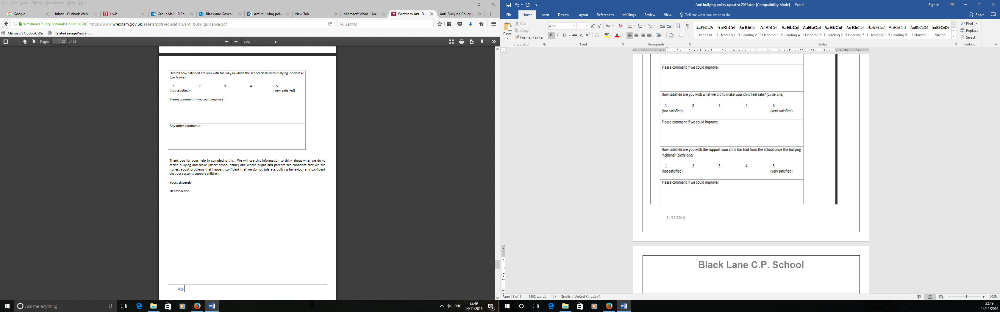 File Edit View History Bookmarks Tools Help
Google
Inbox - Outlook Web...
Hwb
GroupMail - R Fo...
Blacklane Gover...
Anti bullying pol...
New Tab
Microsoft Word - An...
Wrexham Anti-B...
Anti-Bullying Policy |...
Wrexham County Borough Council (GB)
https://www.wrexham.gov.uk/assets/pdfs/education/anti_bully_guidance.pdf
Search
Microsoft Outlook We...
Related imageView m...
Page: 25 of 28
75%
Overall how satisfied are you with the way in which the school deals with bullying incidents?
(circle one)
1 2 3 4 5
(not satisfied) (very satisfied)
Please comment if we could improve:
Any other comments:
Thank you for your help in completing this. We will use this information to think about what we do to
tackle bullying and make [insert school name] one where pupils and parents are confident that we are
honest about problems that happen, confident that we do not tolerate bullying behaviour and confident
that our systems support children.
Yours sincerely
Headteacher
25
Ask me anything
ENG
22:49
14/11/2016
1
Anti bullying policy updated 2016.doc [Compatibility Mode] - Word
Sign in
File Home Insert Design Layout References Mailings Review View Tell me what you want to do
Share
Paste
Cut
Copy
Format Painter
Clipboard
Arial 11
Font
Paragraph
AaBbCcDc AaBbCcI AaBbCcI AaBbCcI AaBbCcI AaBbCcI AaBbCcI AaBbCcI AaBbCcI AaBbCcI AaBbCcDc AaBbCcDd
Emphasis ¶ Heading 1 ¶ Heading 2 ¶ Heading 3 ¶ Heading 4 ¶ Heading 5 ¶ Heading 6 ¶ Heading 7 ¶ Heading 8 ¶ Heading 9 ¶ Normal Strong
Styles
Find
Replace
Select
Editing
Please comment if we could improve:
How satisfied are you with what we did to make your child feel safe? (circle one)
1 2 3 4 5
(not satisfied) (very satisfied)
Please comment if we could improve:
How satisfied are you with the support your child has had from the school since the bullying
incident? (circle one)
1 2 3 4 5
(not satisfied) (very satisfied)
Please comment if we could improve:
14/11/2016
Black Lane C.P. School
Page 11 of 11 1992 words English (United Kingdom)
100%
22:49
14/11/2016